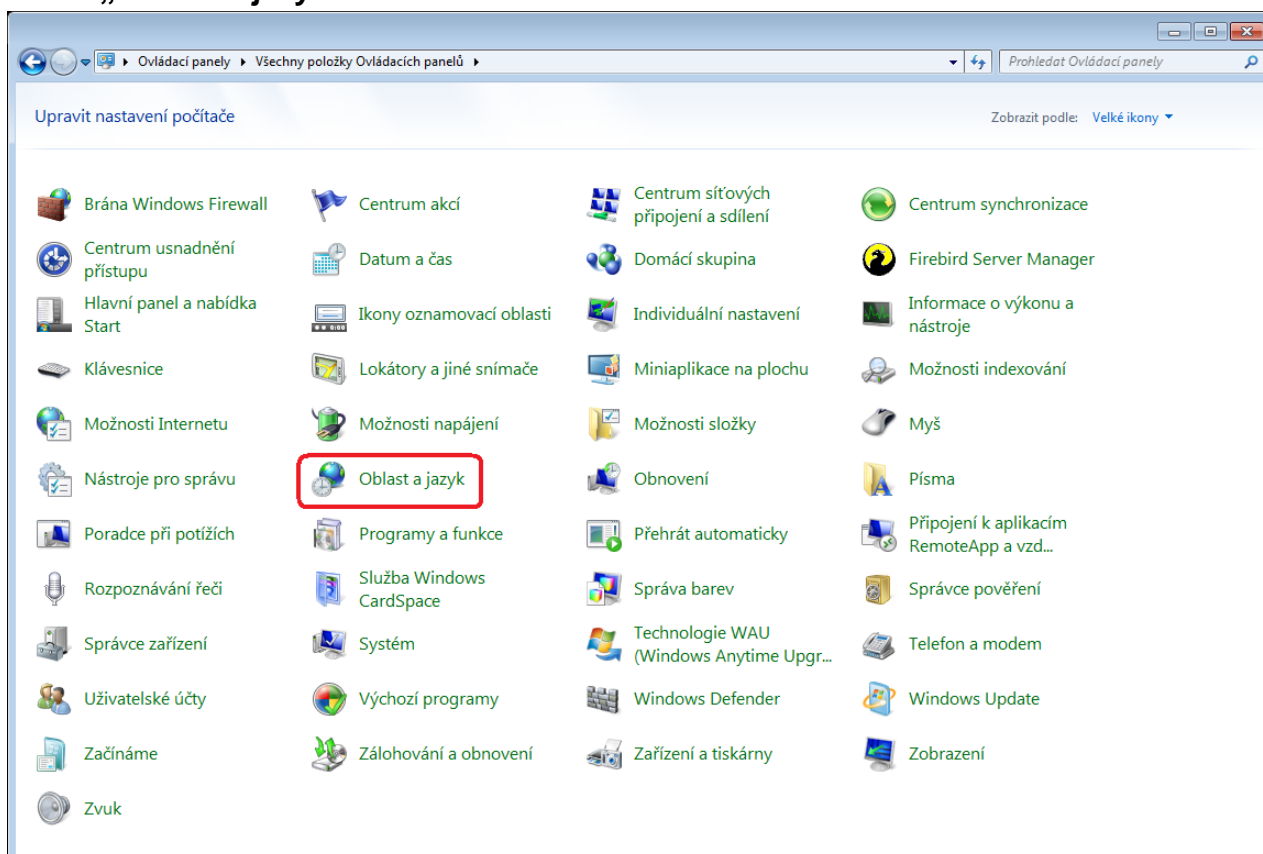 Ovládací panely Všechny položky Ovládacích panelů Prohledat Ovládací panely
Upravit nastavení počítače Zobrazit podle: Velké ikony
Brána Windows Firewall
Centrum akcí
Centrum síťových
připojení a sdílení
Centrum synchronizace
Centrum usnadnění
přístupu
Datum a čas
Domácí skupina
Firebird Server Manager
Hlavní panel a nabídka
Start
Ikony oznamovací oblasti
Individuální nastavení
Informace o výkonu a
nástroje
Klávesnice
Lokátory a jiné snímače
Miniaplikace na plochu
Možnosti indexování
Možnosti Internetu
Možnosti napájení
Možnosti složky
Myš
Nástroje pro správu
Oblast a jazyk
Obnovení
Písma
Poradce při potížích
Programy a funkce
Přehrát automaticky
Připojení k aplikacím
RemoteApp a vzd...
Rozpoznávání řeči
Služba Windows
CardSpace
Správa barev
Správce pověření
Správce zařízení
Systém
Technologie WAU
(Windows Anytime Upgr...
Telefon a modem
Uživatelské účty
Výchozí programy
Windows Defender
Windows Update
Začínáme
Zálohování a obnovení
Zařízení a tiskárny
Zobrazení
Zvuk